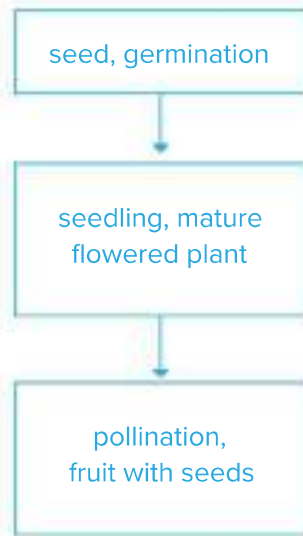 seed, germination
seedling, mature
flowered plant
pollination,
fruit with seeds